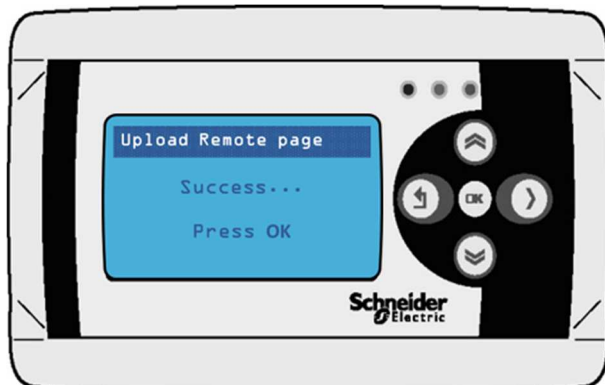 Upload Remote page
Success...
Press OK
OK
Schneider
Electric